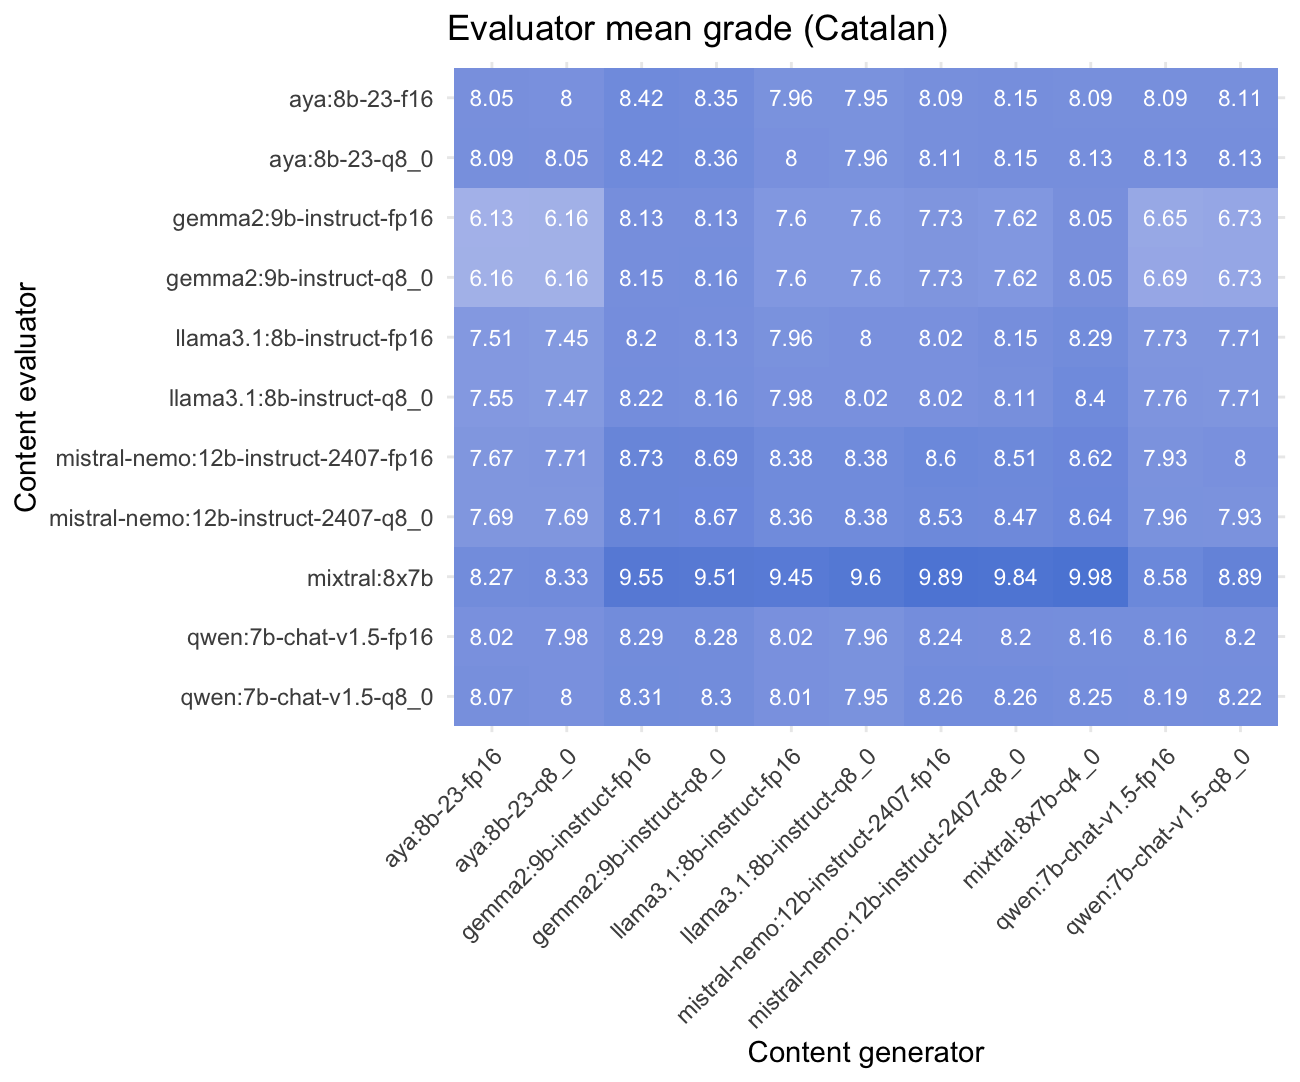 Evaluator mean grade (Catalan)
Content evaluator
aya:8b-23-f16 8.05 8 8.42 8.35 7.96 7.95 8.09 8.15 8.09 8.09 8.11
aya:8b-23-q8_0 8.09 8.05 8.42 8.36 8 7.96 8.11 8.15 8.13 8.13 8.13
gemma2:9b-instruct-fp16 6.13 6.16 8.13 8.13 7.6 7.6 7.73 7.62 8.05 6.65 6.73
gemma2:9b-instruct-q8_0 6.16 6.16 8.15 8.16 7.6 7.6 7.73 7.62 8.05 6.69 6.73
llama3.1:8b-instruct-fp16 7.51 7.45 8.2 8.13 7.96 8 8.02 8.15 8.29 7.73 7.71
llama3.1:8b-instruct-q8_0 7.55 7.47 8.22 8.16 7.98 8.02 8.02 8.11 8.4 7.76 7.71
mistral-nemo:12b-instruct-2407-fp16 7.67 7.71 8.73 8.69 8.38 8.38 8.6 8.51 8.62 7.93 8
mistral-nemo:12b-instruct-2407-q8_0 7.69 7.69 8.71 8.67 8.36 8.38 8.53 8.47 8.64 7.96 7.93
mixtral:8x7b 8.27 8.33 9.55 9.51 9.45 9.6 9.89 9.84 9.98 8.58 8.89
qwen:7b-chat-v1.5-fp16 8.02 7.98 8.29 8.28 8.02 7.96 8.24 8.2 8.16 8.16 8.2
qwen:7b-chat-v1.5-q8_0 8.07 8 8.31 8.3 8.01 7.95 8.26 8.26 8.25 8.19 8.22
aya:8b-23-fp16
aya:8b-23-q8_0
gemma2:9b-instruct-fp16
gemma2:9b-instruct-q8_0
llama3.1:8b-instruct-fp16
llama3.1:8b-instruct-q8_0
mistral-nemo:12b-instruct-2407-fp16
mistral-nemo:12b-instruct-2407-q8_0
mixtral:8x7b-q4_0
qwen:7b-chat-v1.5-fp16
qwen:7b-chat-v1.5-q8_0
Content generator